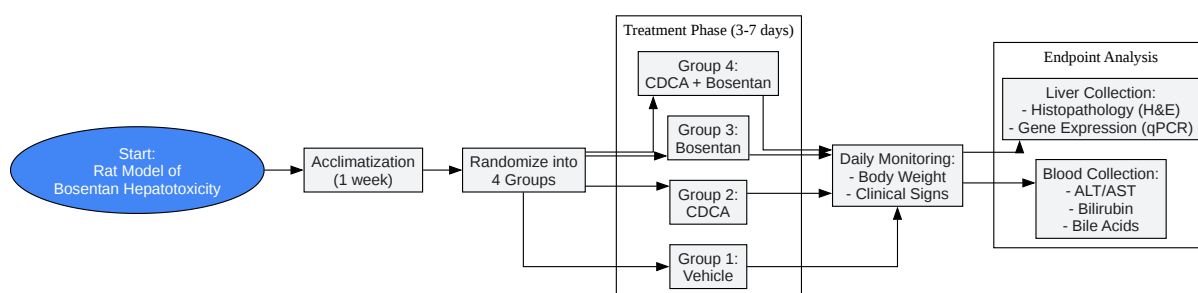 Start:
Rat Model of
Bosentan Hepatotoxicity
Acclimatization
(1 week)
Randomize into
4 Groups
Treatment Phase (3-7 days)
Group 4:
CDCA + Bosentan
Group 3:
Bosentan
Group 2:
CDCA
Group 1:
Vehicle
Daily Monitoring:
- Body Weight
- Clinical Signs
Endpoint Analysis
Liver Collection:
- Histopathology (H&E)
- Gene Expression (qPCR)
Blood Collection:
- ALT/AST
- Bilirubin
- Bile Acids